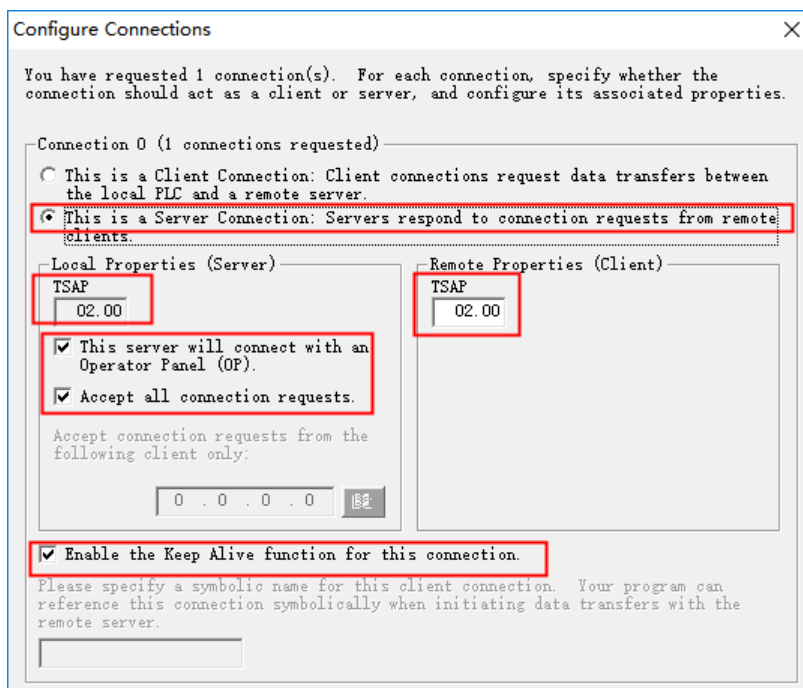 Configure Connections
You have requested 1 connection(s). For each connection, specify whether the
connection should act as a client or server, and configure its associated properties.
Connection 0 (1 connections requested)
This is a Client Connection: Client connections request data transfers between
the local PLC and a remote server.
This is a Server Connection: Servers respond to connection requests from remote
clients.
Local Properties (Server)
TSAP
02.00
This server will connect with an
Operator Panel (OP).
Accept all connection requests.
Accept connection requests from the
following client only:
0 . 0 . 0 . 0
Remote Properties (Client)
TSAP
02.00
Enable the Keep Alive function for this connection.
Please specify a symbolic name for this client connection. Your program can
reference this connection symbolically when initiating data transfers with the
remote server.